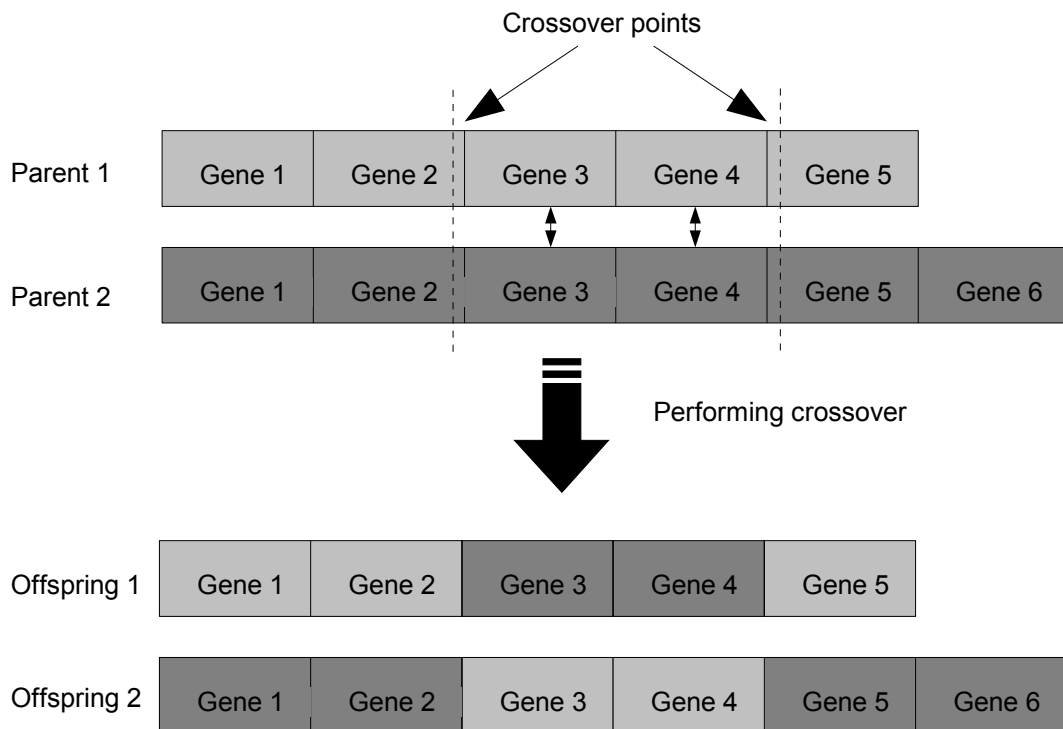 Crossover points
Parent 1 Gene 1 Gene 2 Gene 3 Gene 4 Gene 5
Parent 2 Gene 1 Gene 2 Gene 3 Gene 4 Gene 5 Gene 6
Performing crossover
Offspring 1 Gene 1 Gene 2 Gene 3 Gene 4 Gene 5
Offspring 2 Gene 1 Gene 2 Gene 3 Gene 4 Gene 5 Gene 6